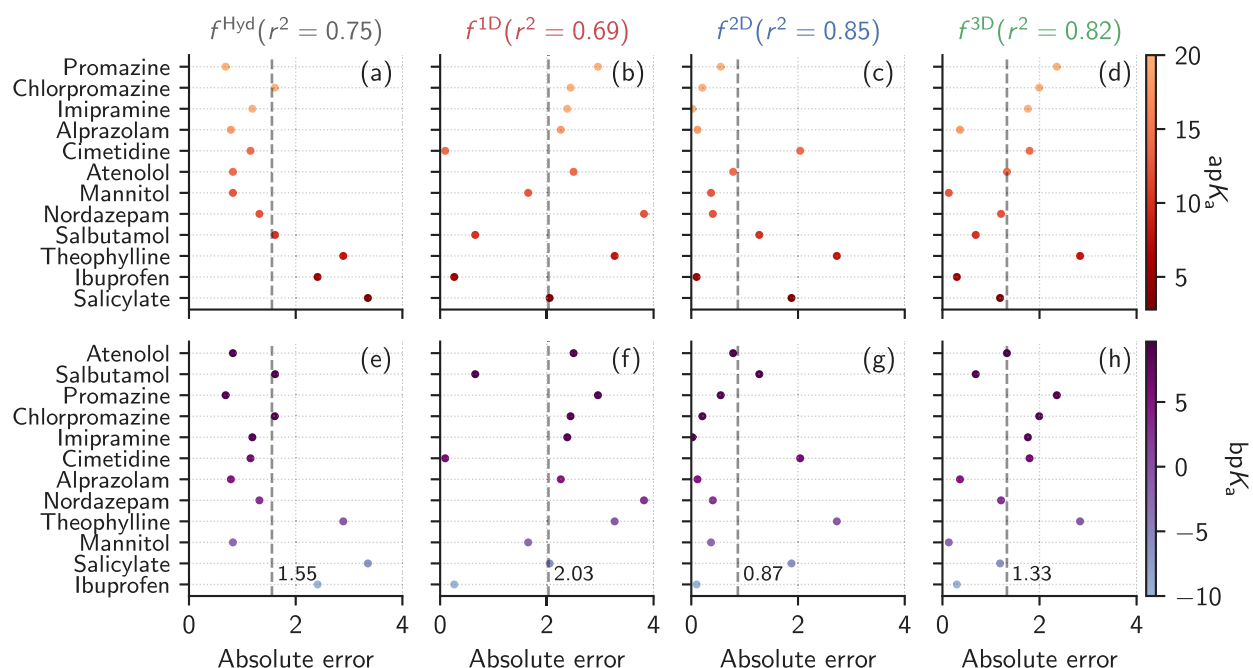 f^Hyd(r² = 0.75) f^1D(r² = 0.69) f^2D(r² = 0.85) f^3D(r² = 0.82)
(a) (b) (c) (d)
Promazine
Chlorpromazine
Imipramine
Alprazolam
Cimetidine
Atenolol
Mannitol
Nordazepam
Salbutamol
Theophylline
Ibuprofen
Salicylate
20
15
10
5
apKₐ
(e) (f) (g) (h)
Atenolol
Salbutamol
Promazine
Chlorpromazine
Imipramine
Cimetidine
Alprazolam
Nordazepam
Theophylline
Mannitol
Salicylate
Ibuprofen
1.55 2.03 0.87 1.33
5
0
−5
−10
bpKₐ
0 2 4 0 2 4 0 2 4 0 2 4
Absolute error Absolute error Absolute error Absolute error